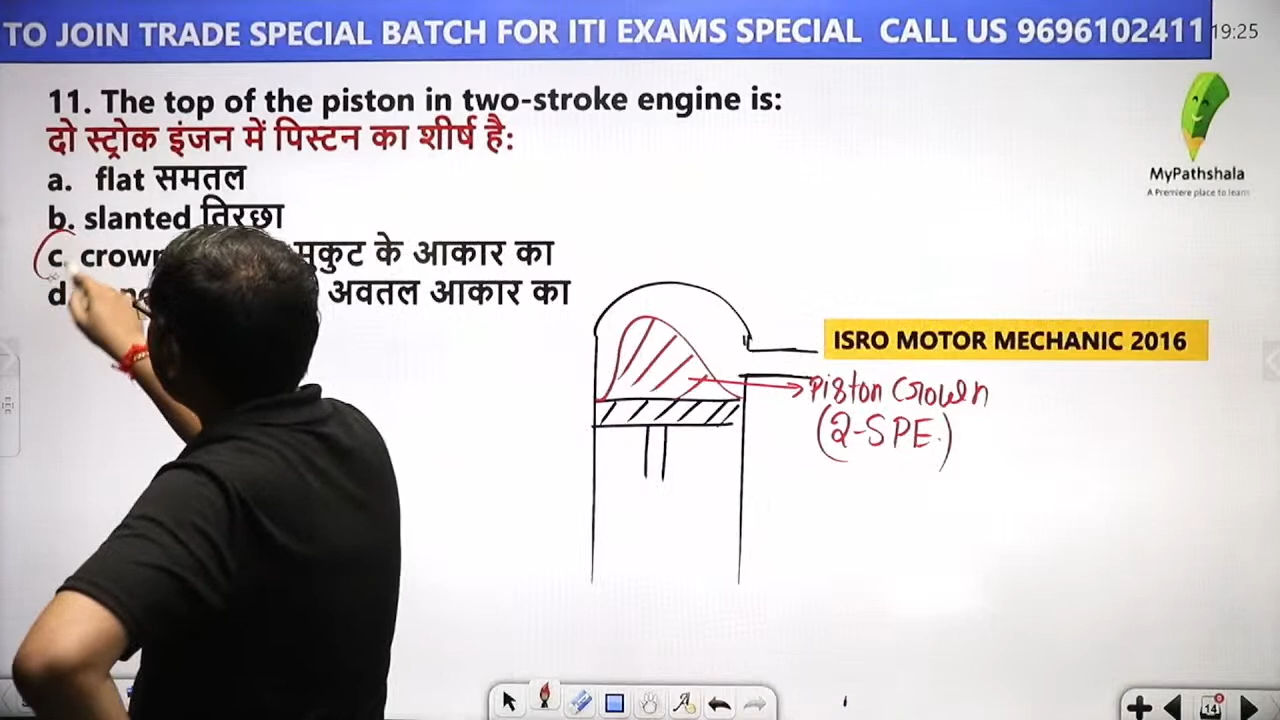 TO JOIN TRADE SPECIAL BATCH FOR ITI EXAMS SPECIAL CALL US 9696102411
19:25
11. The top of the piston in two-stroke engine is:
दो स्ट्रोक इंजन में पिस्टन का शीर्ष है:
a. flat समतल
b. slanted तिरछा
c. के आकार का
d अवतल आकार का
MyPathshala
A Premiere place to learn
ISRO MOTOR MECHANIC 2016
Piston Crown
(2-SPE.)
14